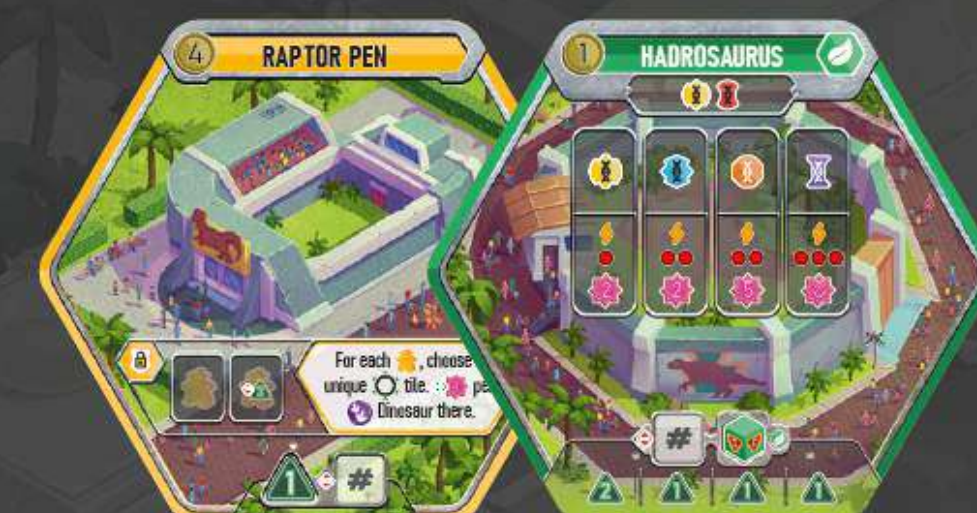 4 RAPTOR PEN
For each , choose
unique tile. : pe
Dinosaur there.
1 #
1 HADROSAURUS
2 2 5
#
2 1 1 1